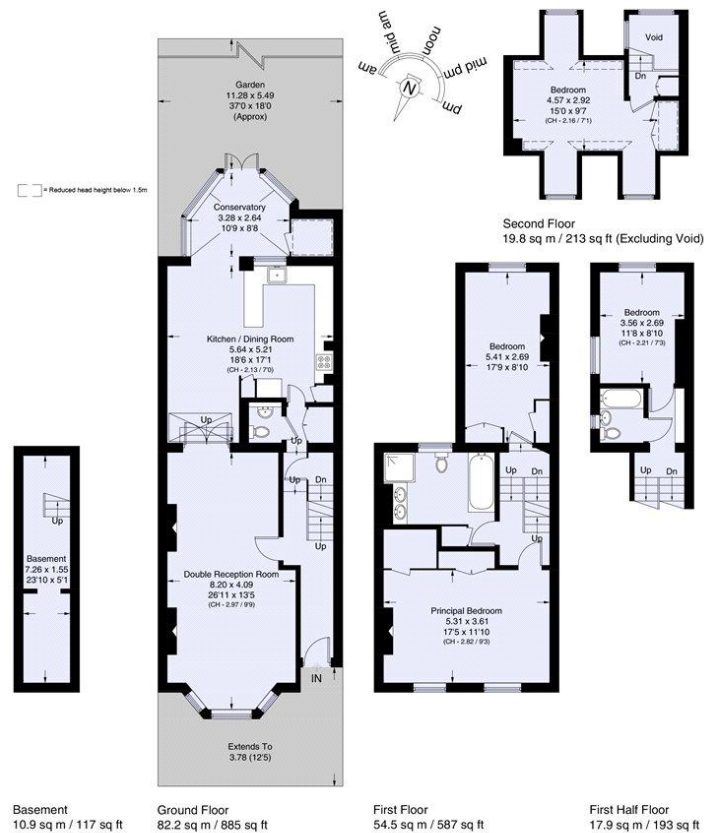 Garden
11.28 x 5.49
37'0 x 18'0
(Approx)
am
mid am
noon
mid pm
pm
N
Void
Dn
Bedroom
4.57 x 2.92
15'0 x 9'7
(CH - 2.16 / 7'1)
= Reduced head height below 1.5m
Second Floor
19.8 sq m / 213 sq ft (Excluding Void)
Conservatory
3.28 x 2.64
10'9 x 8'8
Kitchen / Dining Room
5.64 x 5.21
18'6 x 17'1
(CH - 2.13 / 7'0)
Up
Up
Up
Dn
Up
Double Reception Room
8.20 x 4.09
26'11 x 13'5
(CH - 2.97 / 9'9)
IN
Extends To
3.78 (12'5)
Up
Basement
7.26 x 1.55
23'10 x 5'1
Bedroom
5.41 x 2.69
17'9 x 8'10
Up
Dn
Up
Principal Bedroom
5.31 x 3.61
17'5 x 11'10
(CH - 2.82 / 9'3)
Bedroom
3.56 x 2.69
11'8 x 8'10
(CH - 2.21 / 7'3)
Up
Dn
Basement
10.9 sq m / 117 sq ft
Ground Floor
82.2 sq m / 885 sq ft
First Floor
54.5 sq m / 587 sq ft
First Half Floor
17.9 sq m / 193 sq ft